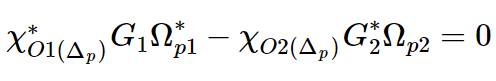 χ*_{O1(Δ_p)} G_1 Ω*_{p1} − χ_{O2(Δ_p)} G*_2 Ω_{p2} = 0